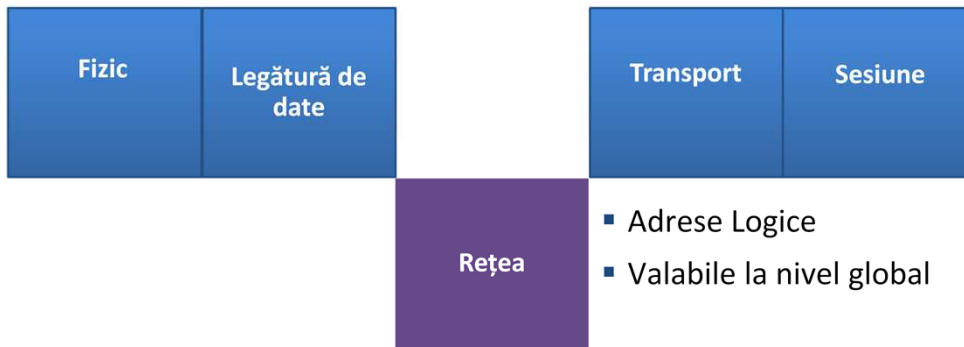 Fizic
Legătură de
date
Transport
Sesiune
Rețea
▪ Adrese Logice
▪ Valabile la nivel global